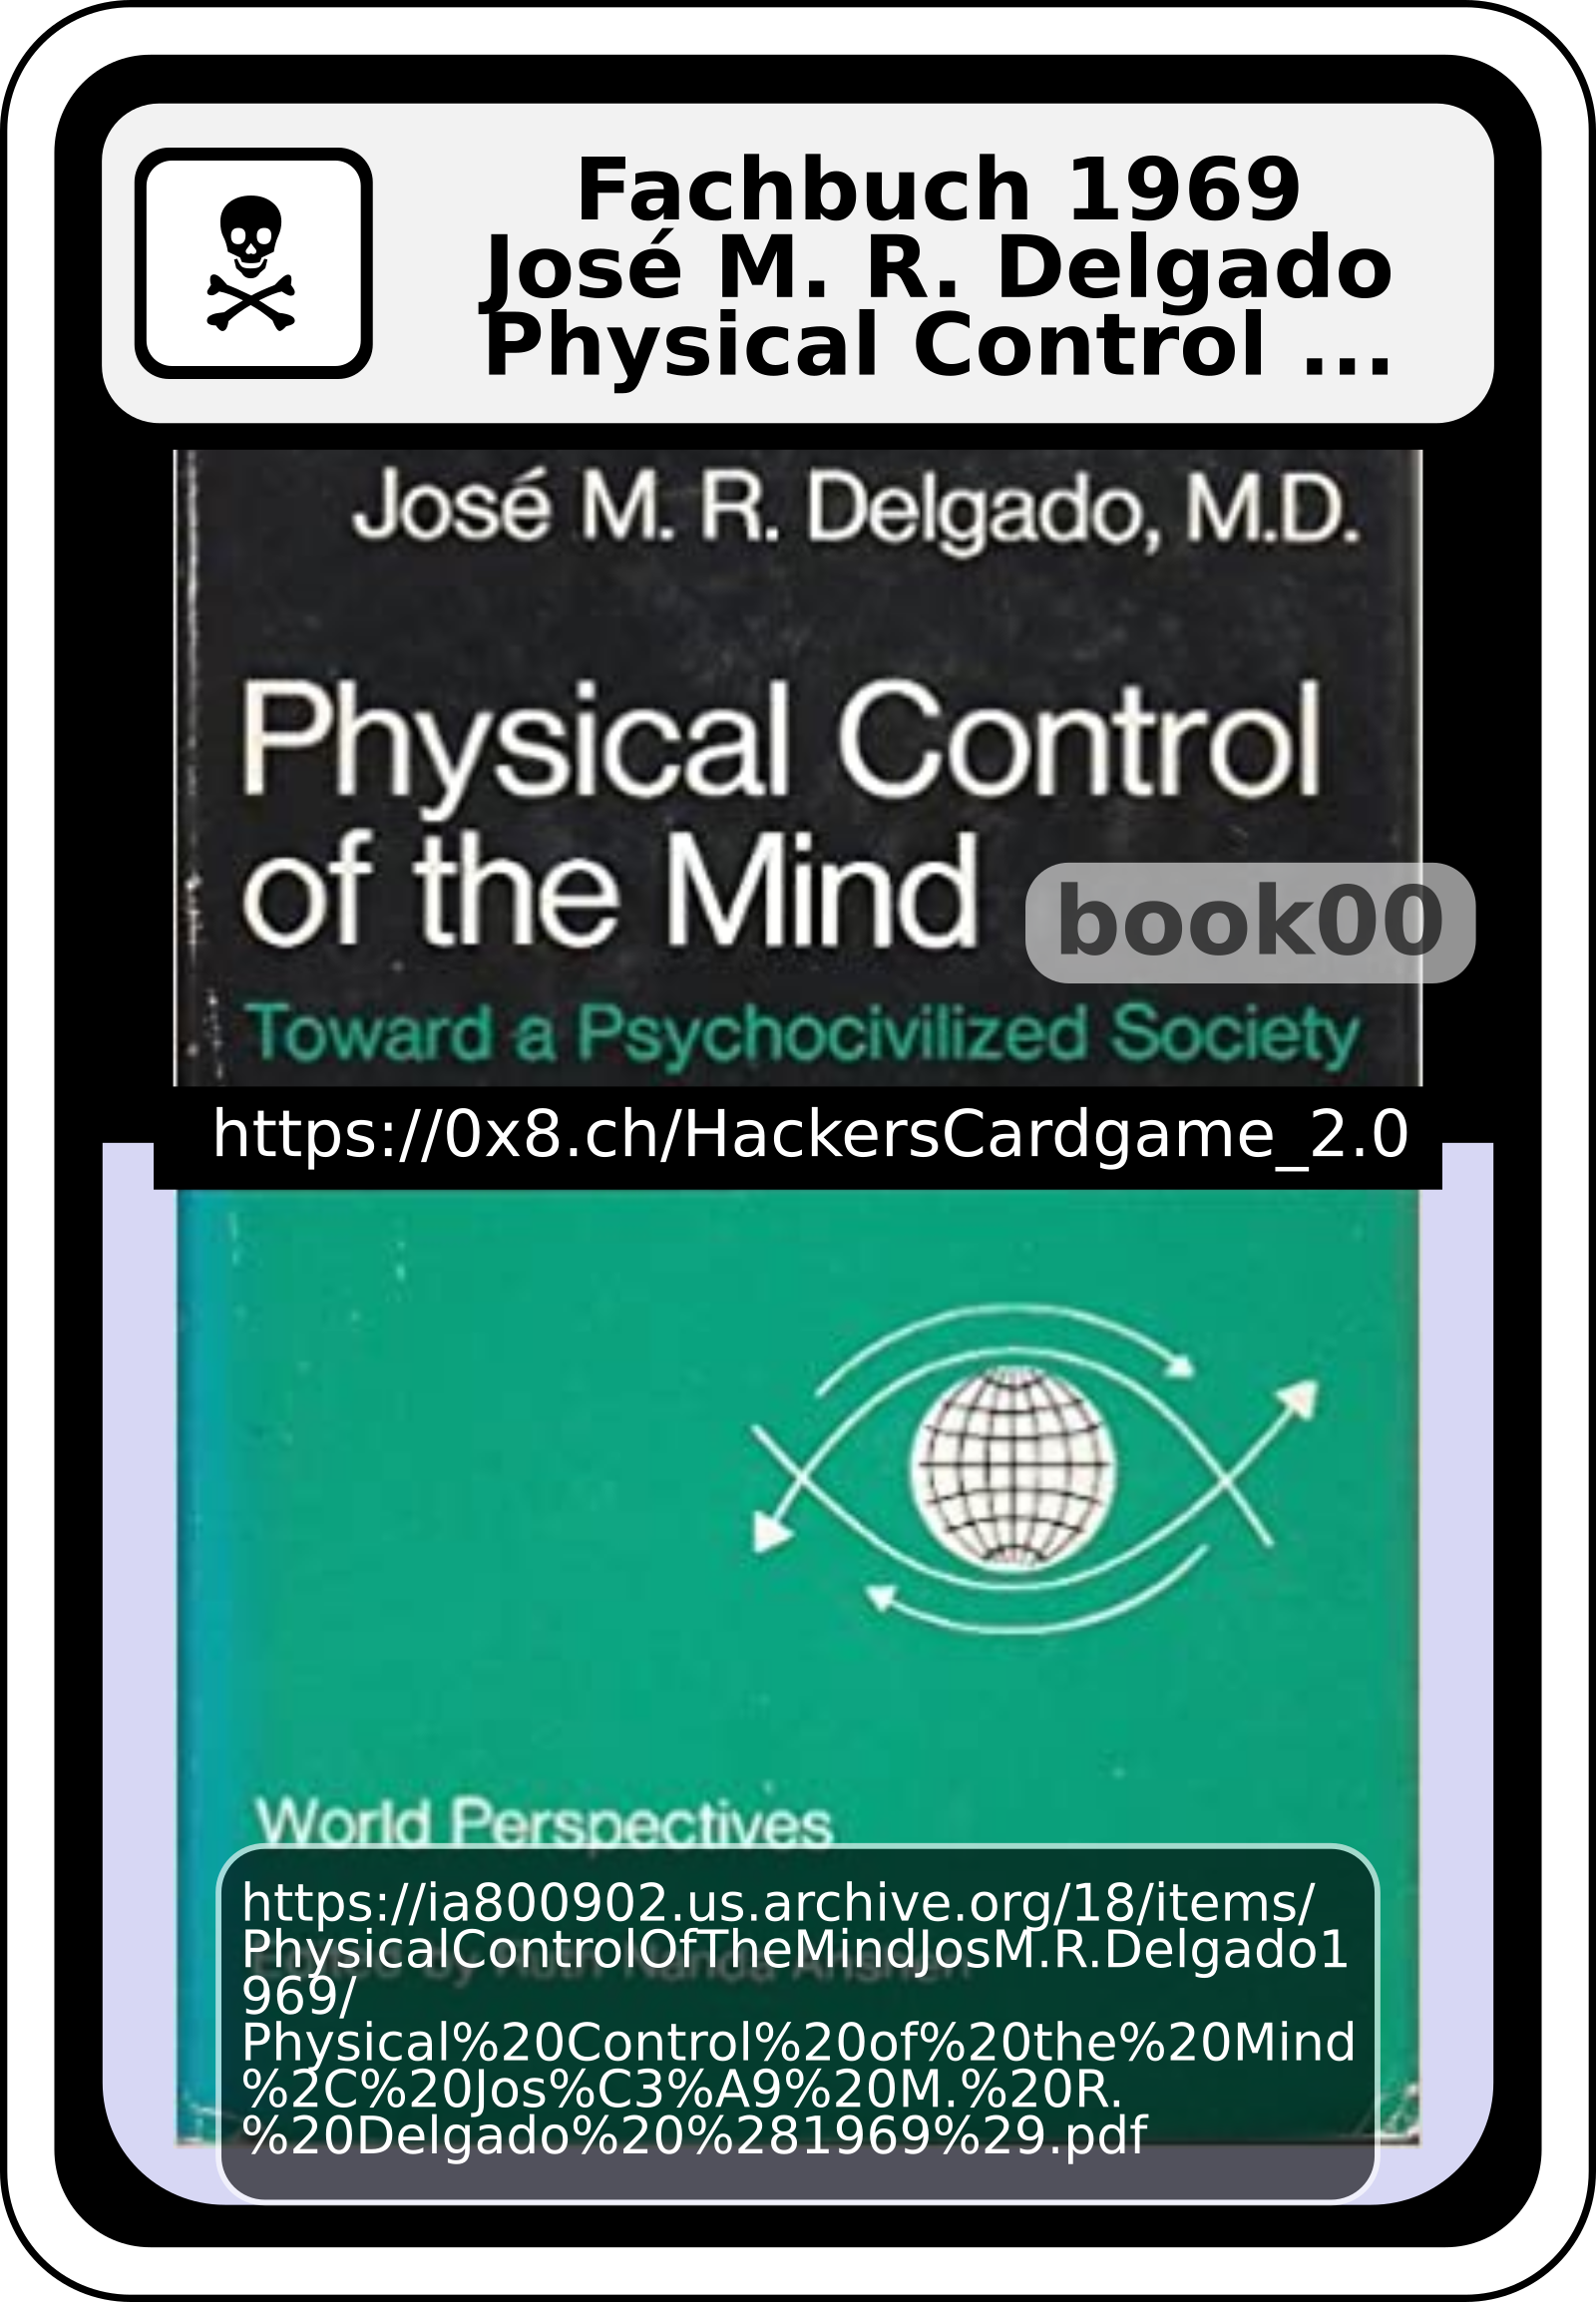 Fachbuch 1969
José M. R. Delgado
Physical Control ...
José M. R. Delgado, M.D.
Physical Control
of the Mind
book00
Toward a Psychocivilized Society
https://0x8.ch/HackersCardgame_2.0
World Perspectives
https://ia800902.us.archive.org/18/items/
PhysicalControlOfTheMindJosM.R.Delgado1
969/
Physical%20Control%20of%20the%20Mind
%2C%20Jos%C3%A9%20M.%20R.
%20Delgado%20%281969%29.pdf